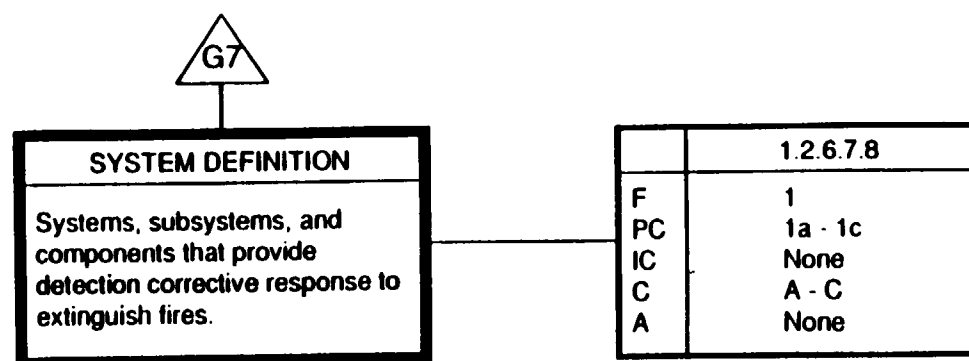 G7
SYSTEM DEFINITION
Systems, subsystems, and
components that provide
detection corrective response to
extinguish fires.
1.2.6.7.8
F 1
PC 1a - 1c
IC None
C A - C
A None